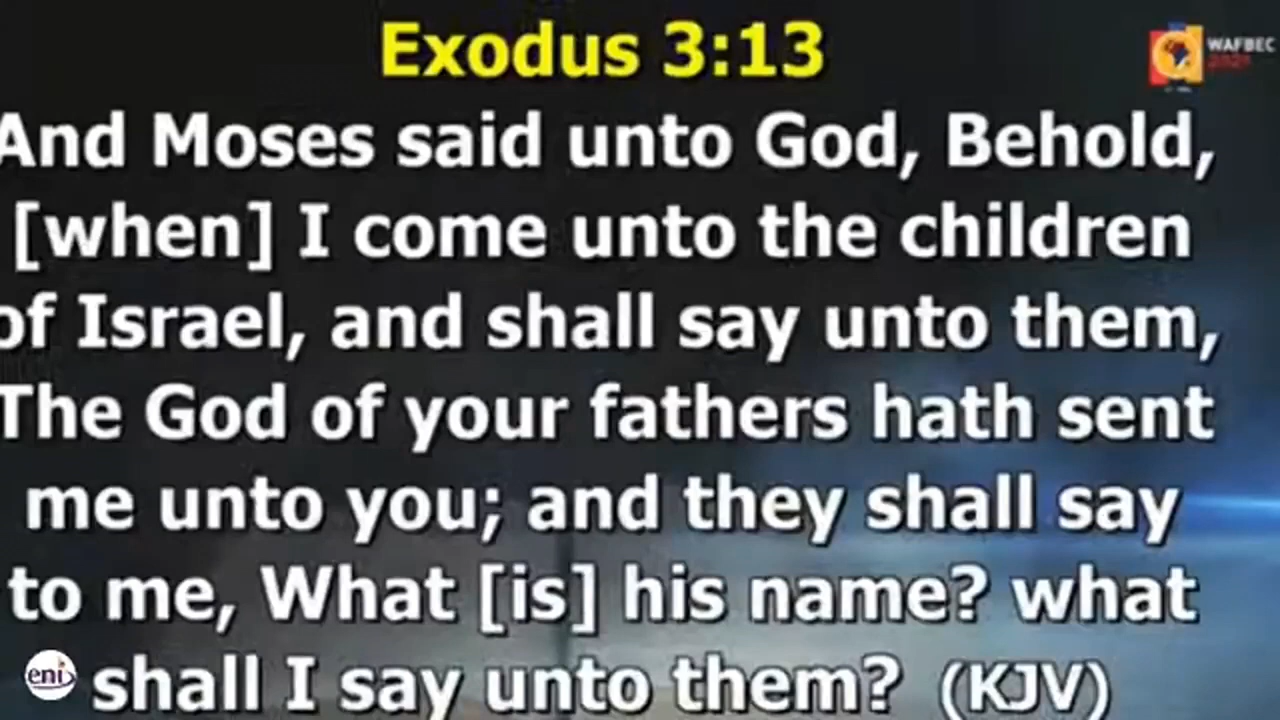 Exodus 3:13
WAFBEC
And Moses said unto God, Behold,
[when] I come unto the children
of Israel, and shall say unto them,
The God of your fathers hath sent
me unto you; and they shall say
to me, What [is] his name? what
shall I say unto them? (KJV)
eni